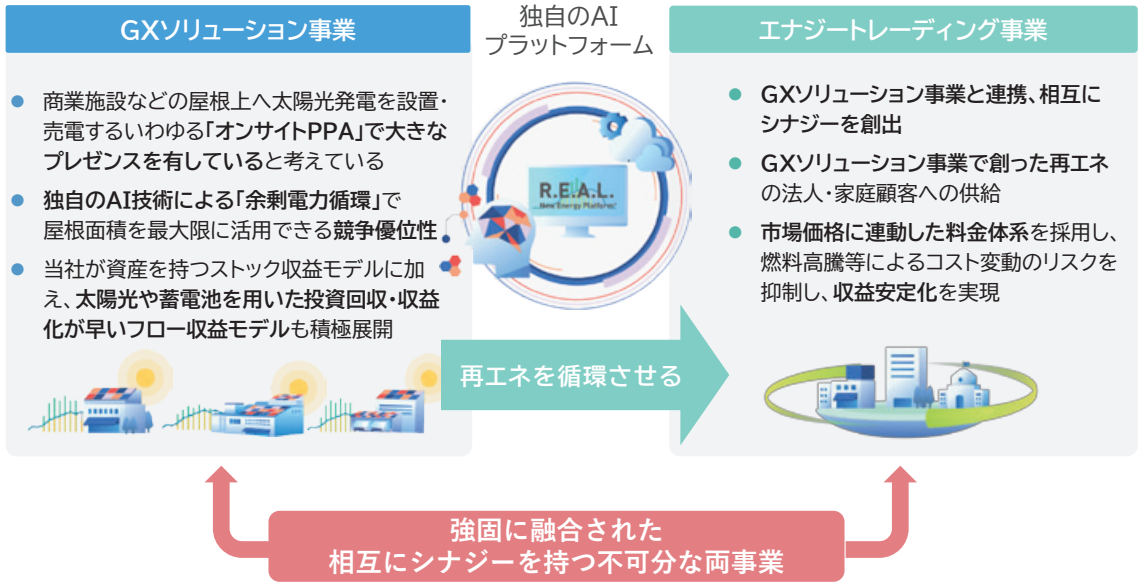 GXソリューション事業
・商業施設などの屋根上へ太陽光発電を設置・
売電するいわゆる「オンサイトPPA」で大きな
プレゼンスを有していると考えている
・独自のAI技術による「余剰電力循環」で
屋根面積を最大限に活用できる競争優位性
・当社が資産を持つストック収益モデルに加
え、太陽光や蓄電池を用いた投資回収・収益
化が早いフロー収益モデルも積極展開
独自のAI
プラットフォーム
R.E.A.L.
New Energy Platform
再エネを循環させる
エナジートレーディング事業
・GXソリューション事業と連携、相互に
シナジーを創出
・GXソリューション事業で創った再エネ
の法人・家庭顧客への供給
・市場価格に連動した料金体系を採用し、
燃料高騰等によるコスト変動のリスクを
抑制し、収益安定化を実現
強固に融合された
相互にシナジーを持つ不可分な両事業